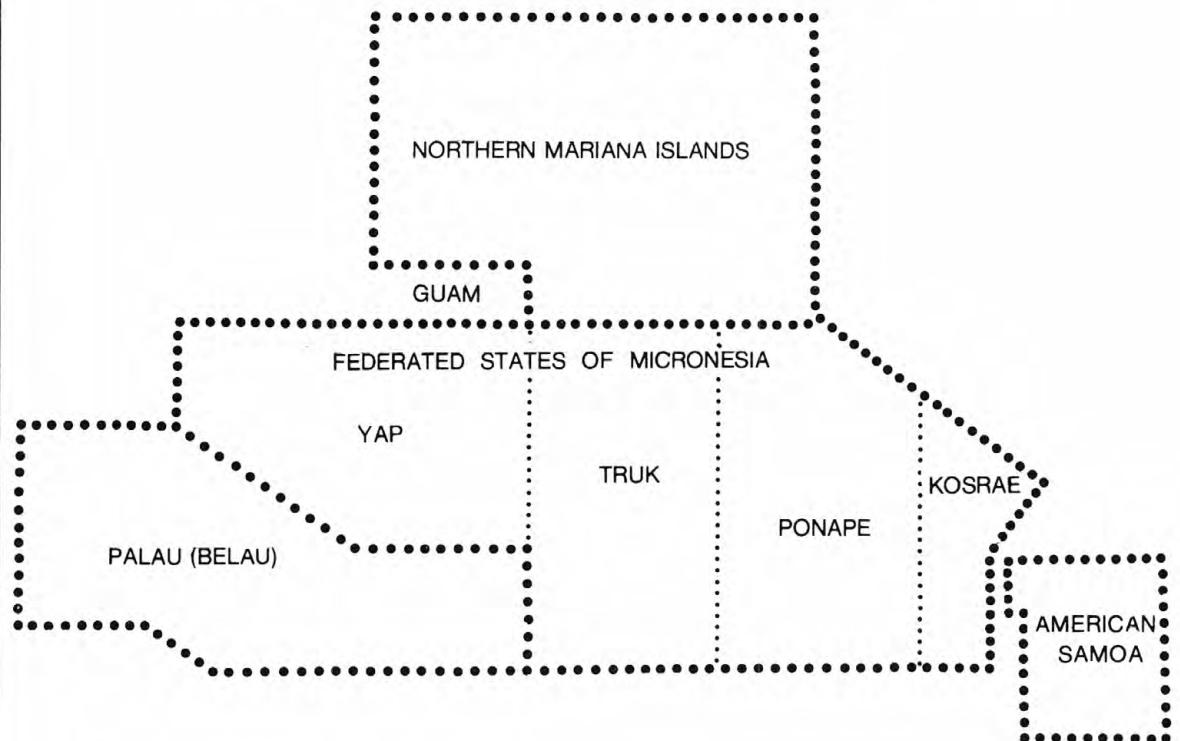 NORTHERN MARIANA ISLANDS
GUAM
FEDERATED STATES OF MICRONESIA
YAP
TRUK
KOSRAE
PONAPE
PALAU (BELAU)
AMERICAN
SAMOA